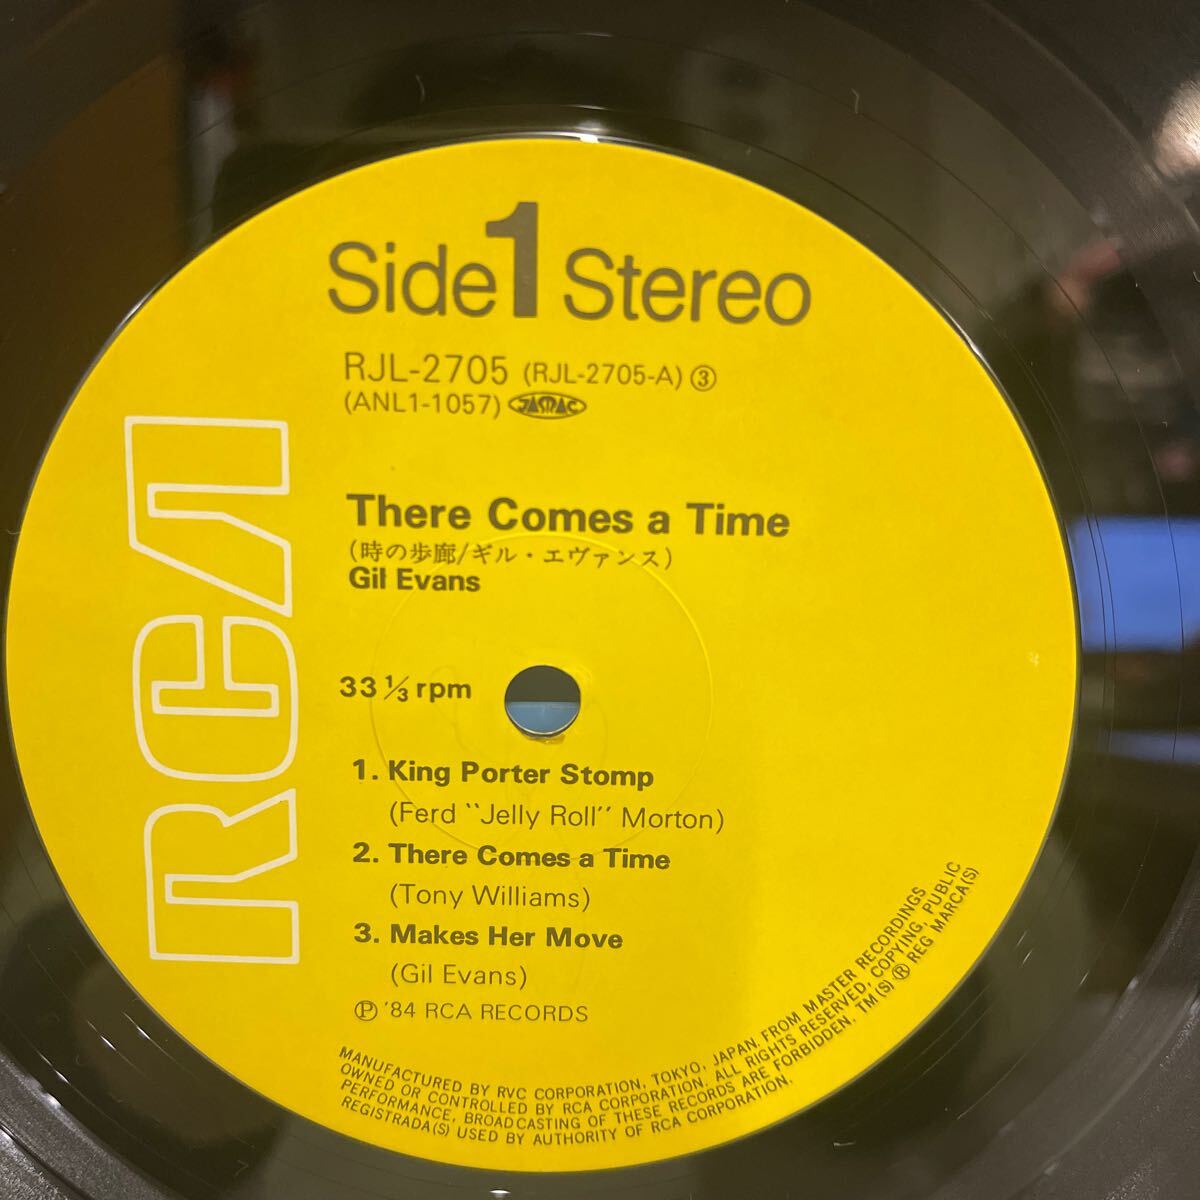 Side 1 Stereo
RJL-2705 (RJL-2705-A) ③
(ANL1-1057) JASRAC
There Comes a Time
(時の歩廊/ギル・エヴァンス)
Gil Evans
33 ⅓ rpm
1. King Porter Stomp
(Ferd "Jelly Roll" Morton)
2. There Comes a Time
(Tony Williams)
3. Makes Her Move
(Gil Evans)
Ⓟ '84 RCA RECORDS
MANUFACTURED BY RVC CORPORATION, TOKYO, JAPAN. FROM MASTER RECORDINGS
OWNED OR CONTROLLED BY RCA CORPORATION. ALL RIGHTS RESERVED, COPYING, PUBLIC
PERFORMANCE, BROADCASTING OF THESE RECORDS ARE FORBIDDEN. TM(S) ® REG MARCA(S)
REGISTRADA(S) USED BY AUTHORITY OF RCA CORPORATION.
RCA